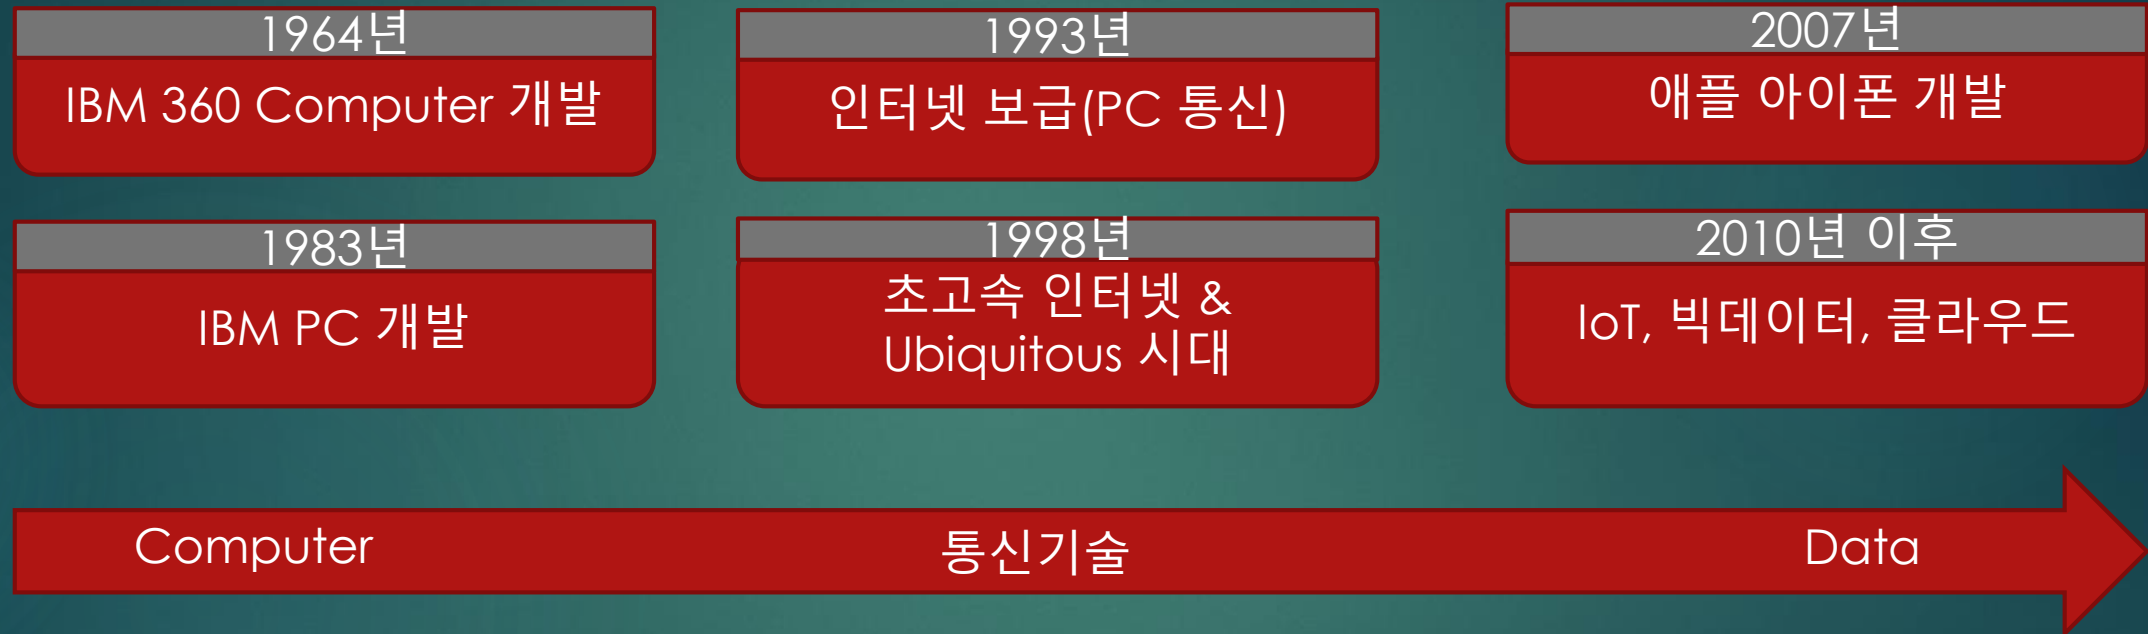 1964년
IBM 360 Computer 개발
1983년
IBM PC 개발
1993년
인터넷 보급(PC 통신)
1998년
초고속 인터넷 &
Ubiquitous 시대
2007년
애플 아이폰 개발
2010년 이후
IoT, 빅데이터, 클라우드
Computer
통신기술
Data